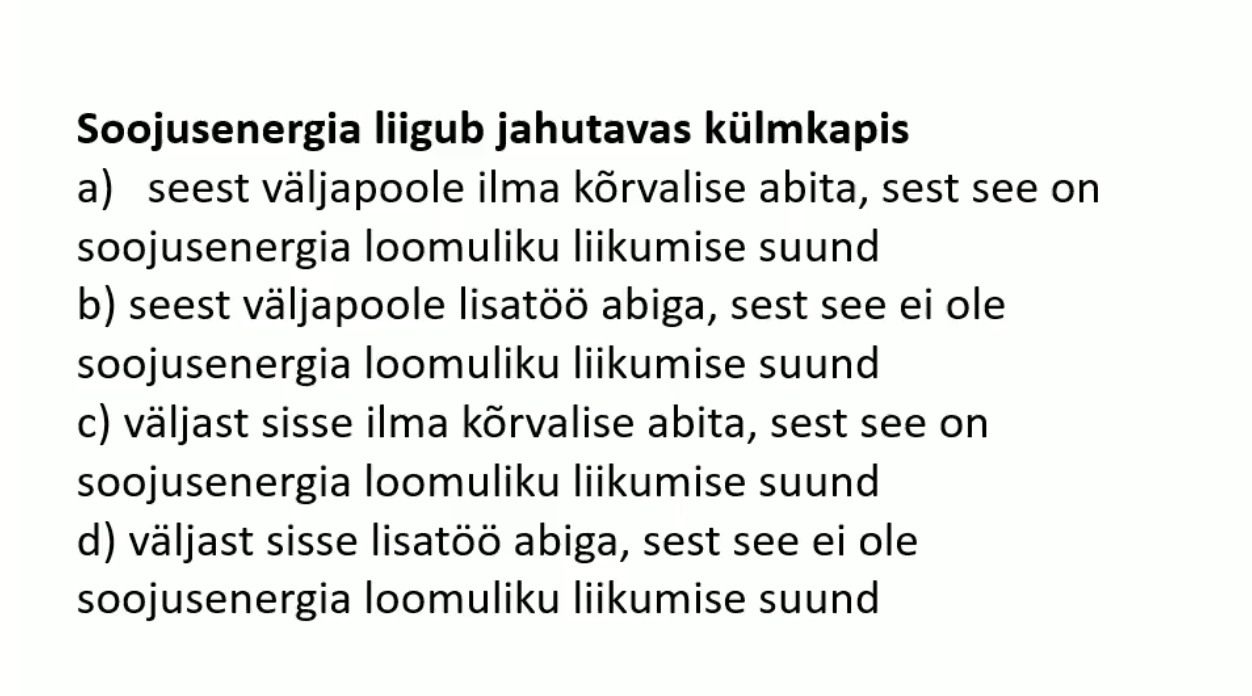 Soojusenergia liigub jahutavas külmkapis
a) seest väljapoole ilma kõrvalise abita, sest see on
soojusenergia loomuliku liikumise suund
b) seest väljapoole lisatöö abiga, sest see ei ole
soojusenergia loomuliku liikumise suund
c) väljast sisse ilma kõrvalise abita, sest see on
soojusenergia loomuliku liikumise suund
d) väljast sisse lisatöö abiga, sest see ei ole
soojusenergia loomuliku liikumise suund